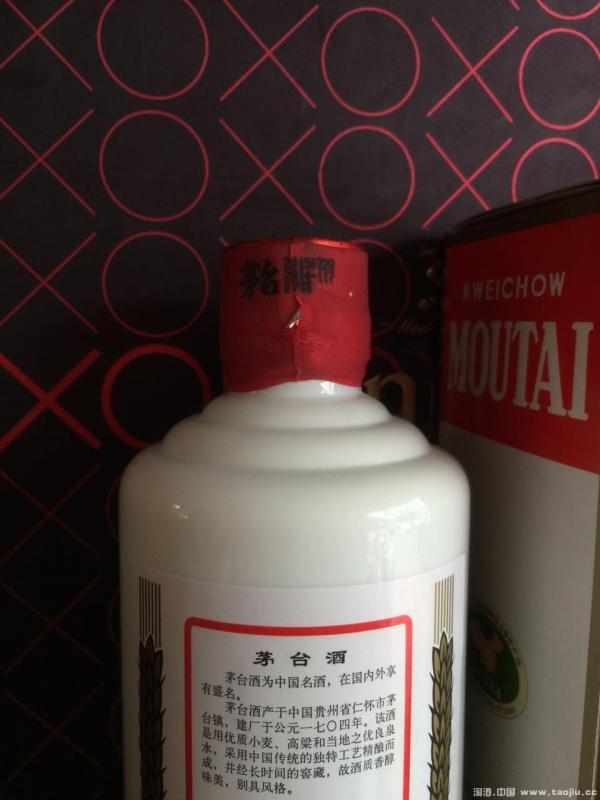 茅台
KWEICHOW
MOUTAI
茅台酒
茅台酒为中国名酒，在国内外享
有盛名。
茅台酒产于中国贵州省仁怀市茅
台镇，建厂于公元一七〇四年。该酒
是用优质小麦、高粱和当地之优良泉
水，采用中国传统的独特工艺精酿而
成，并经长时间的窖藏，故酒质香醇
味美，别具风格。
淘酒.中国 www.taojiu.cc